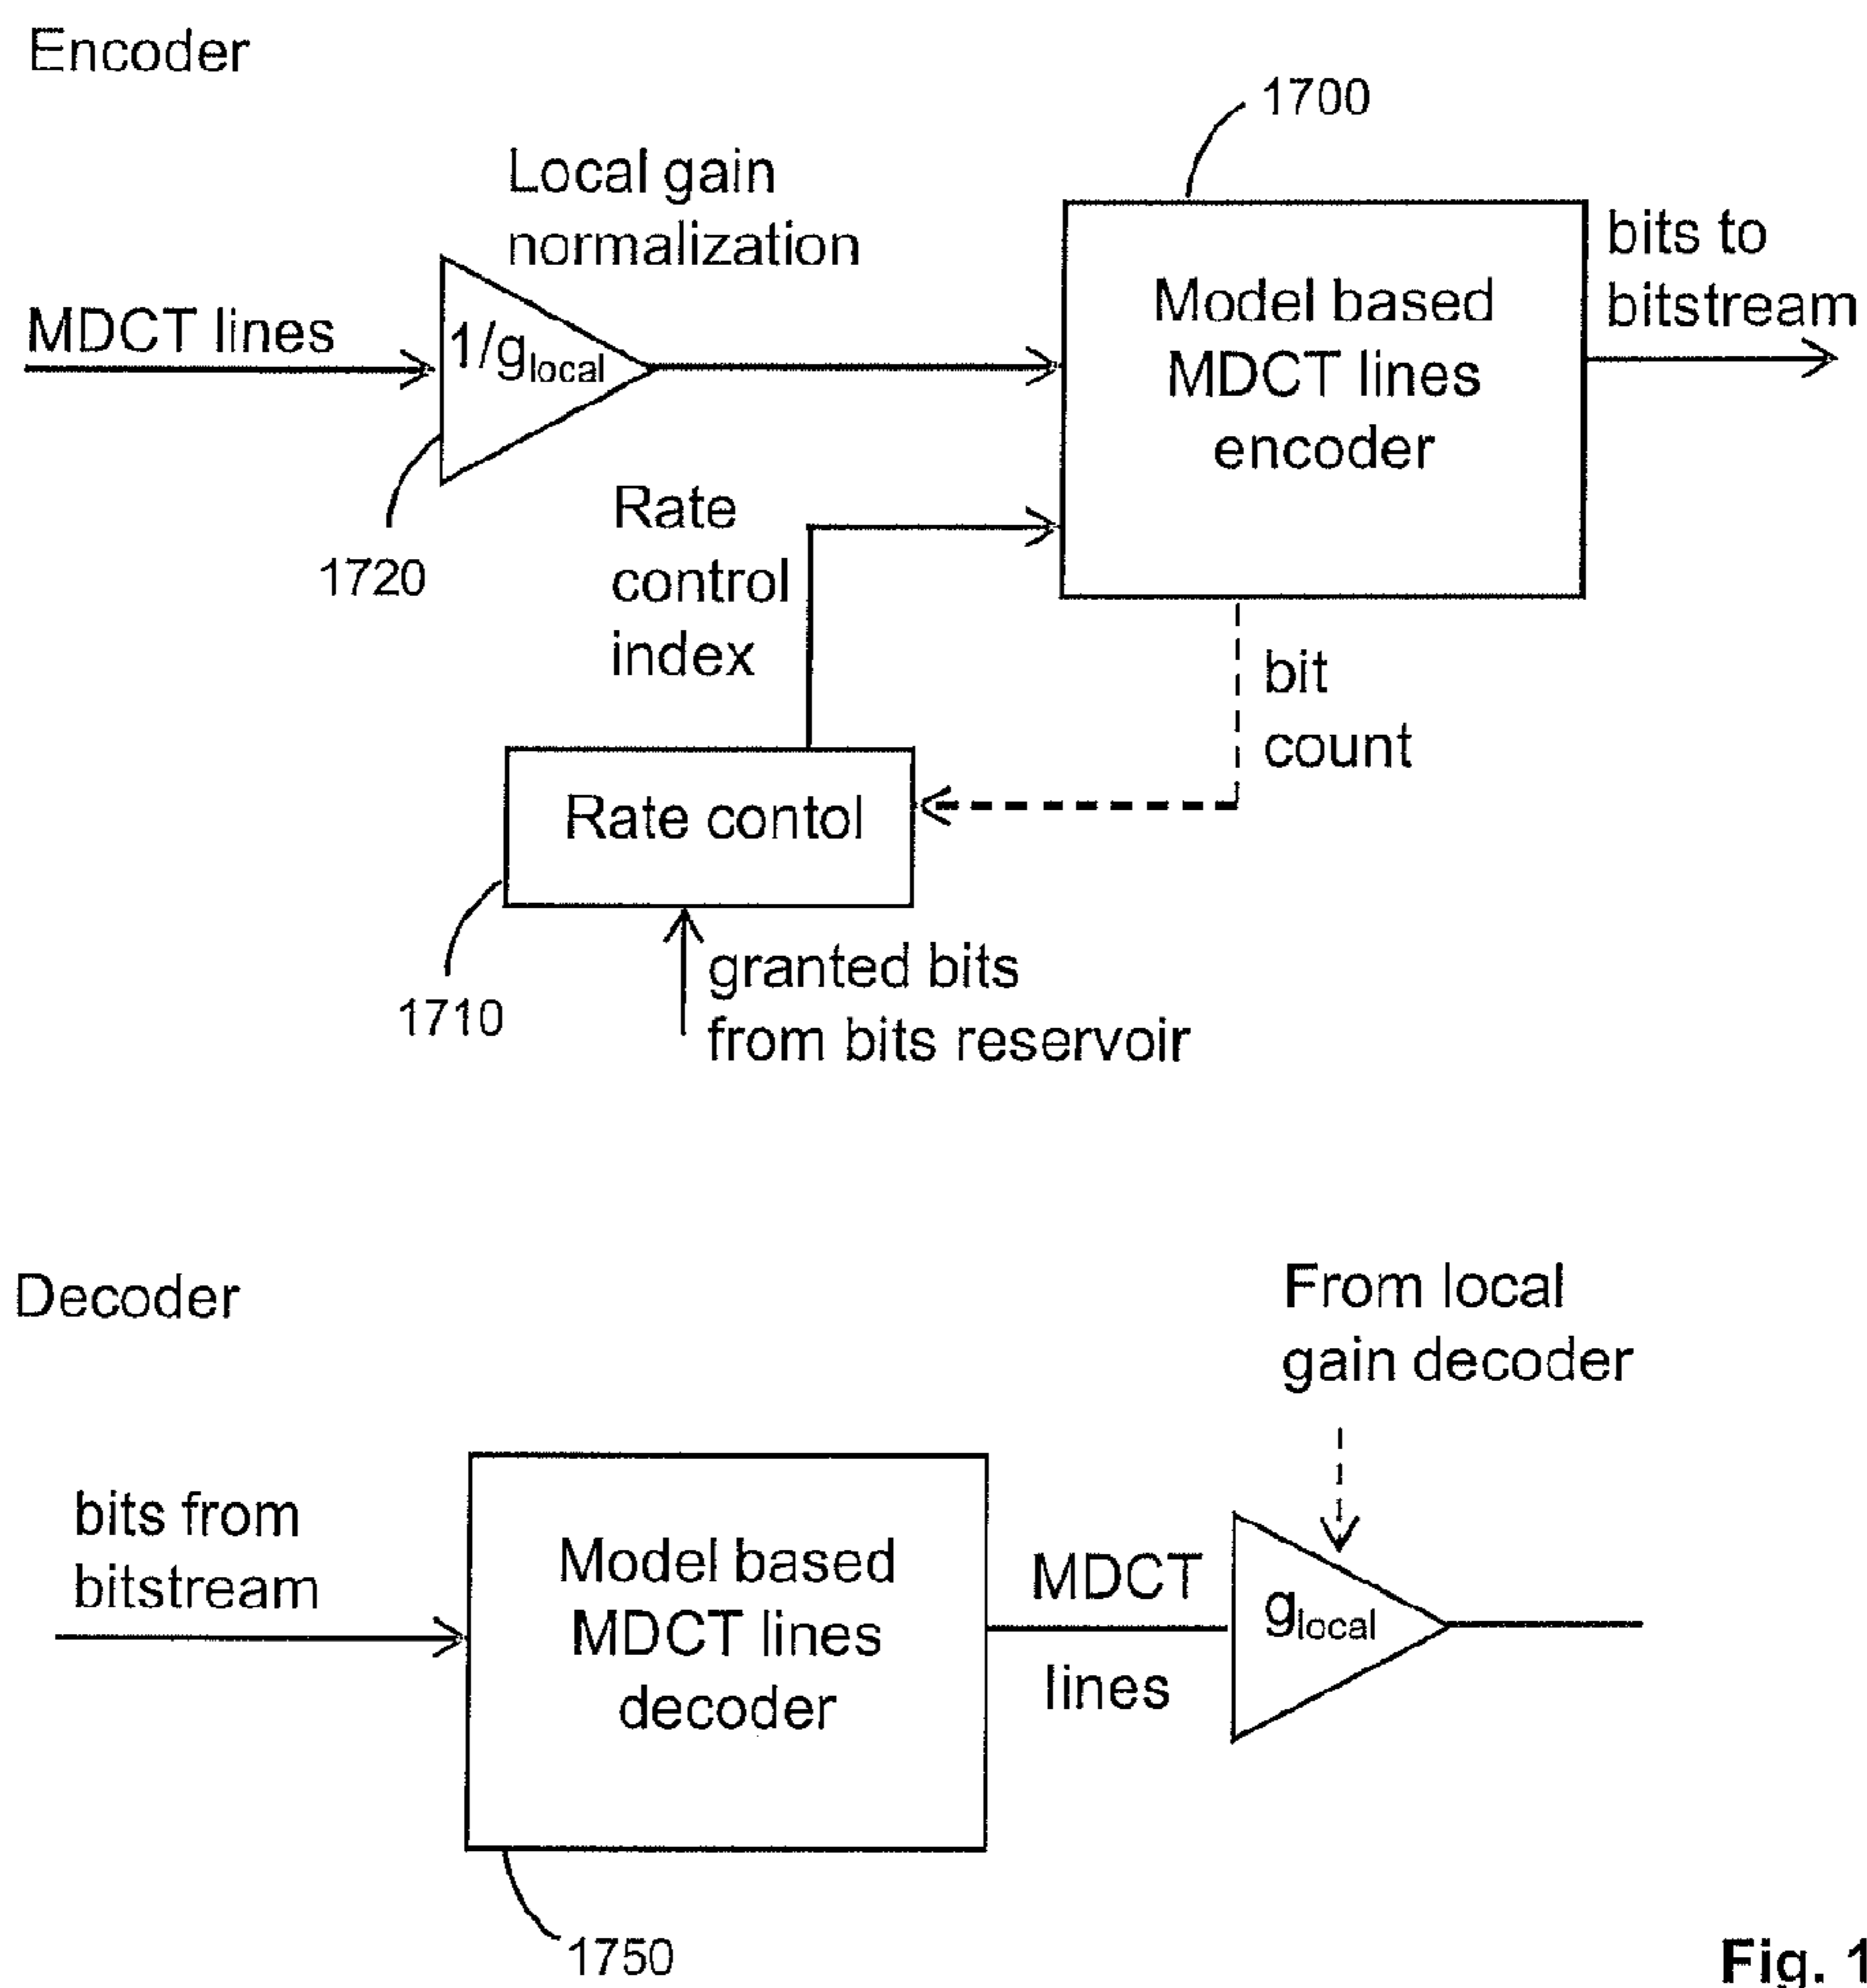 Encoder
1700
Local gain
normalization
bits to
bitstream
MDCT lines
1/glocal
Model based
MDCT lines
encoder
1720
Rate
control
index
bit
count
Rate contol
1710
granted bits
from bits reservoir
Decoder
From local
gain decoder
bits from
bitstream
Model based
MDCT lines
decoder
MDCT
lines
glocal
1750
Fig. 1